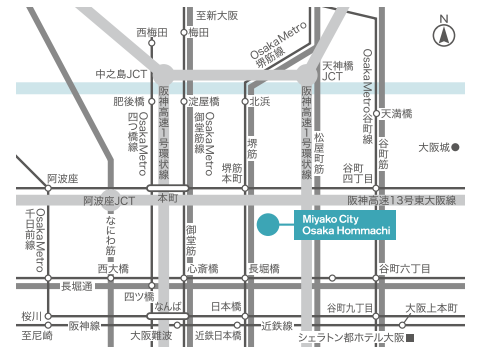 至新大阪
N
西梅田
梅田
OsakaMetro
堺筋線
中之島JCT
天神橋
JCT
OsakaMetro谷町線
肥後橋
淀屋橋
北浜
天満橋
OsakaMetro
四つ橋線
阪神高速1号環状線
OsakaMetro
御堂筋線
堺筋
阪神高速1号環状線
松屋町筋
谷町筋
大阪城
阿波座
堺筋
本町
谷町
四丁目
阿波座JCT
本町
阪神高速13号東大阪線
OsakaMetro
千日前線
なにわ筋
御堂筋
Miyako City
Osaka Hommachi
西大橋
心斎橋
長堀橋
谷町六丁目
長堀通
四ツ橋
桜川
なんば
日本橋
谷町九丁目
大阪上本町
至尼崎
阪神線
大阪難波
近鉄日本橋
近鉄線
シェラトン都ホテル大阪